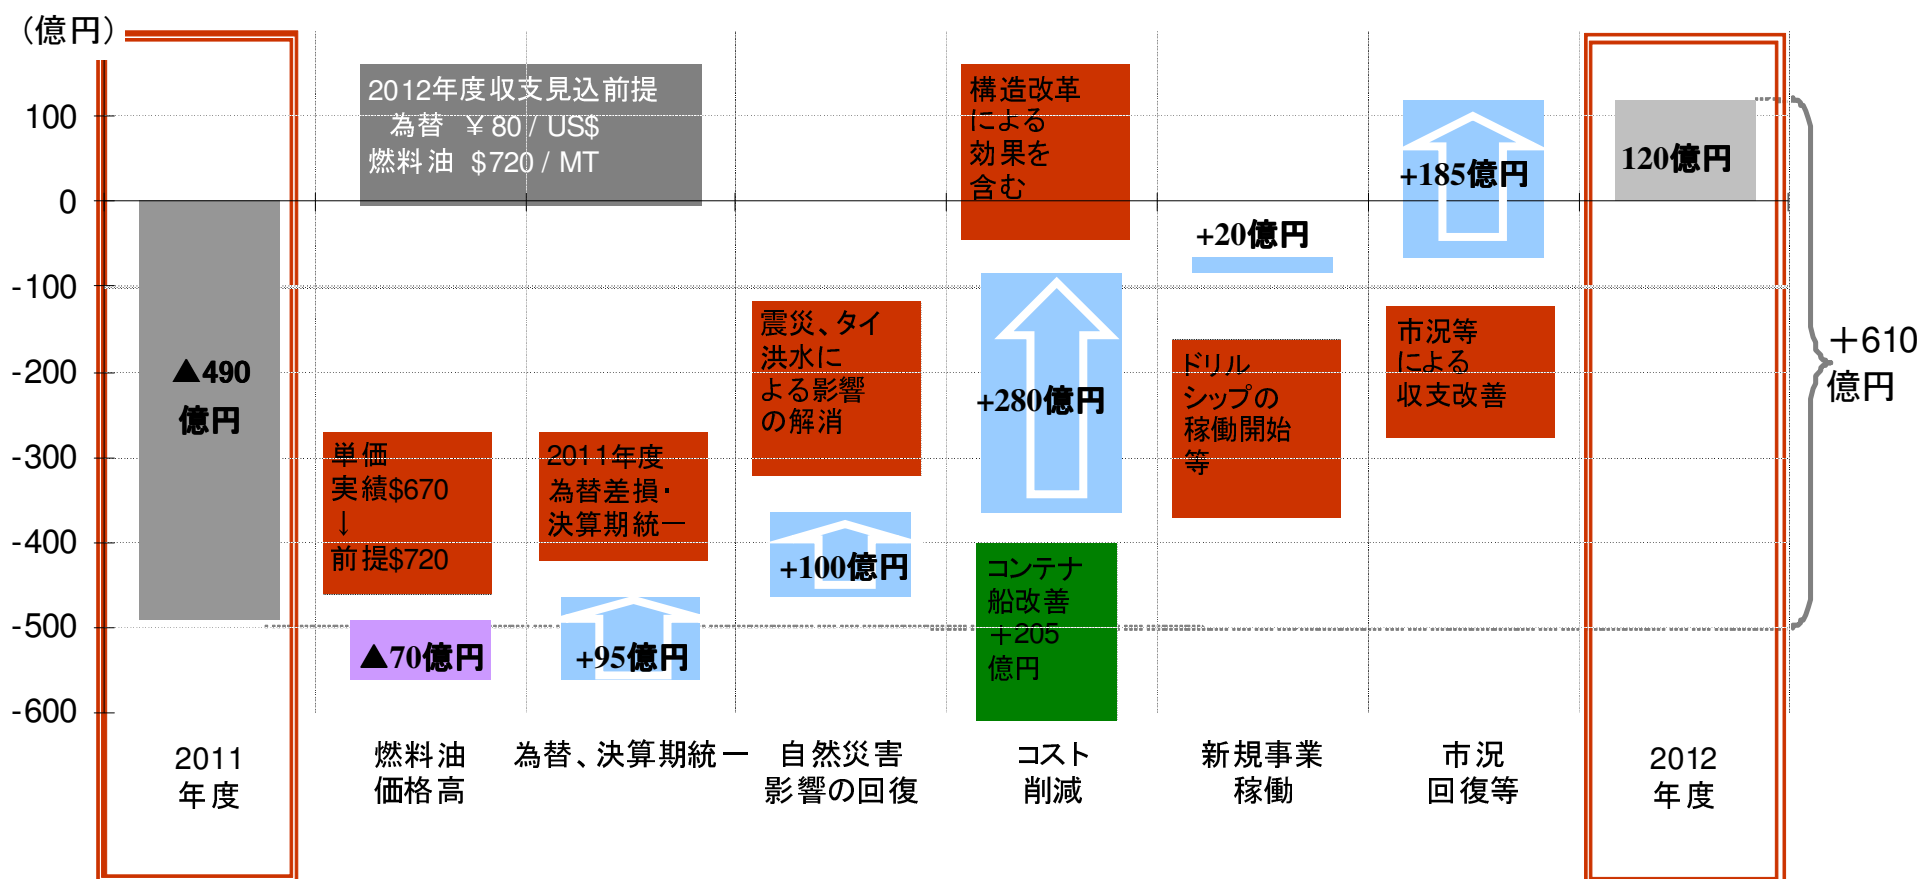 (億円)
100
0
-100
-200
-300
-400
-500
-600
▲490
億円
2012年度収支見込前提
為替 ¥80 / US$
燃料油 $720 / MT
単価
実績$670
↓
前提$720
▲70億円
2011年度
為替差損・
決算期統一
+95億円
震災、タイ
洪水に
よる影響
の解消
+100億円
構造改革
による
効果を
含む
+280億円
コンテナ
船改善
+205
億円
+20億円
ドリル
シップの
稼働開始
等
+185億円
市況等
による
収支改善
120億円
+610
億円
2011
年度
燃料油
価格高
為替、決算期統一
自然災害
影響の回復
コスト
削減
新規事業
稼働
市況
回復等
2012
年度